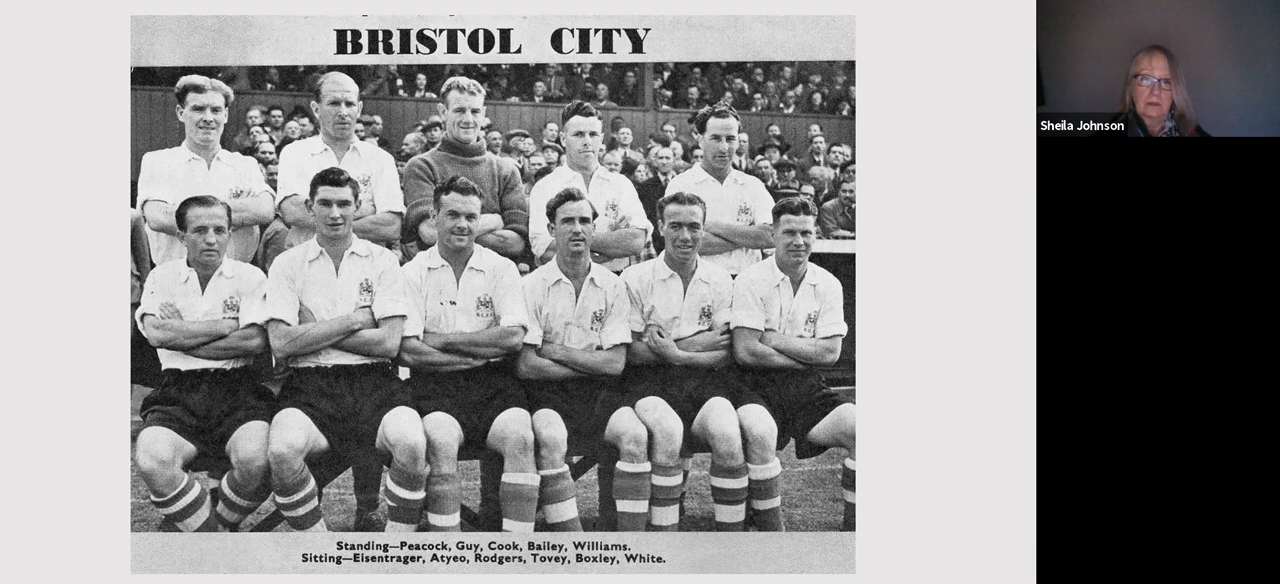 BRISTOL CITY
Standing—Peacock, Guy, Cook, Bailey, Williams.
Sitting—Eisentrager, Atyeo, Rodgers, Tovey, Boxley, White.
Sheila Johnson